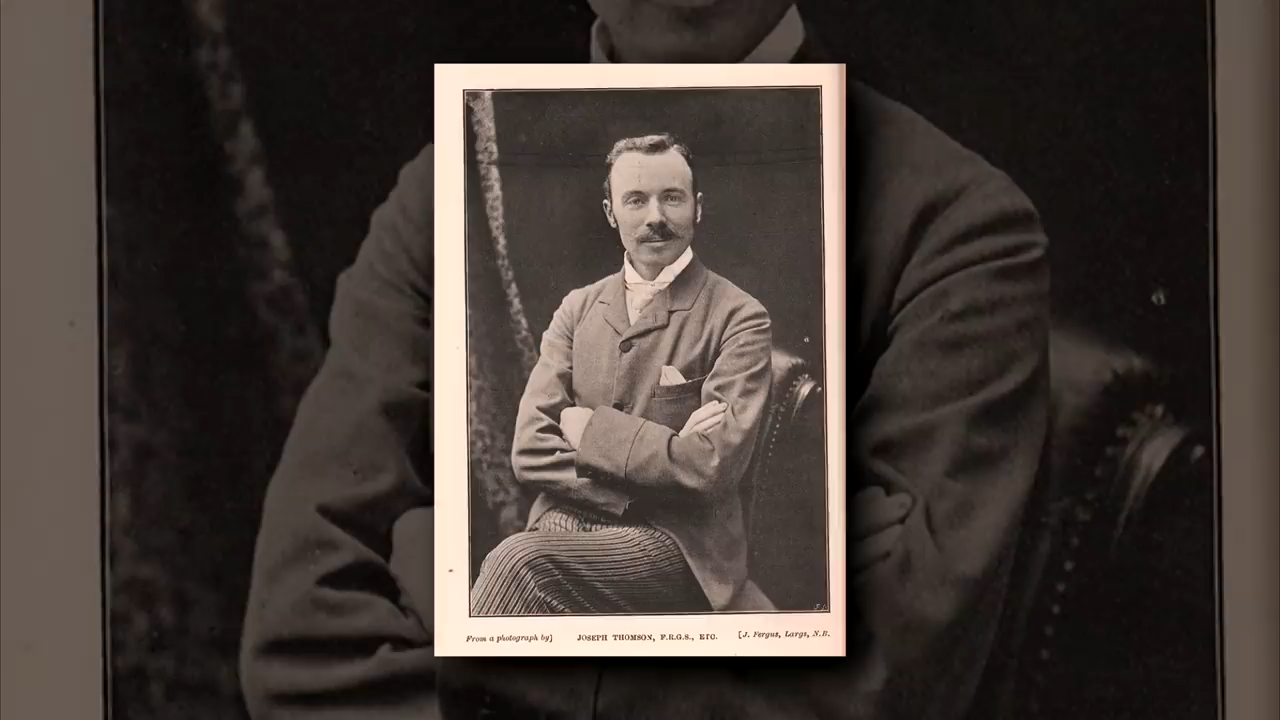 From a photograph by] JOSEPH THOMSON, F.R.G.S., ETC. [J. Fergus, Largs, N.B.